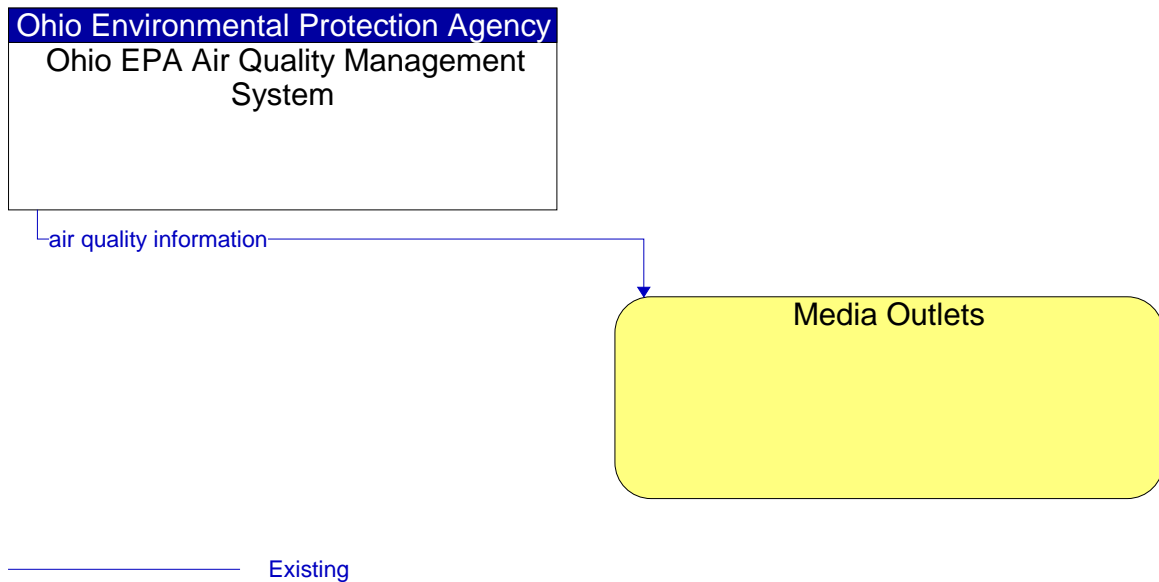 Ohio Environmental Protection Agency
Ohio EPA Air Quality Management
System
air quality information
Media Outlets
Existing